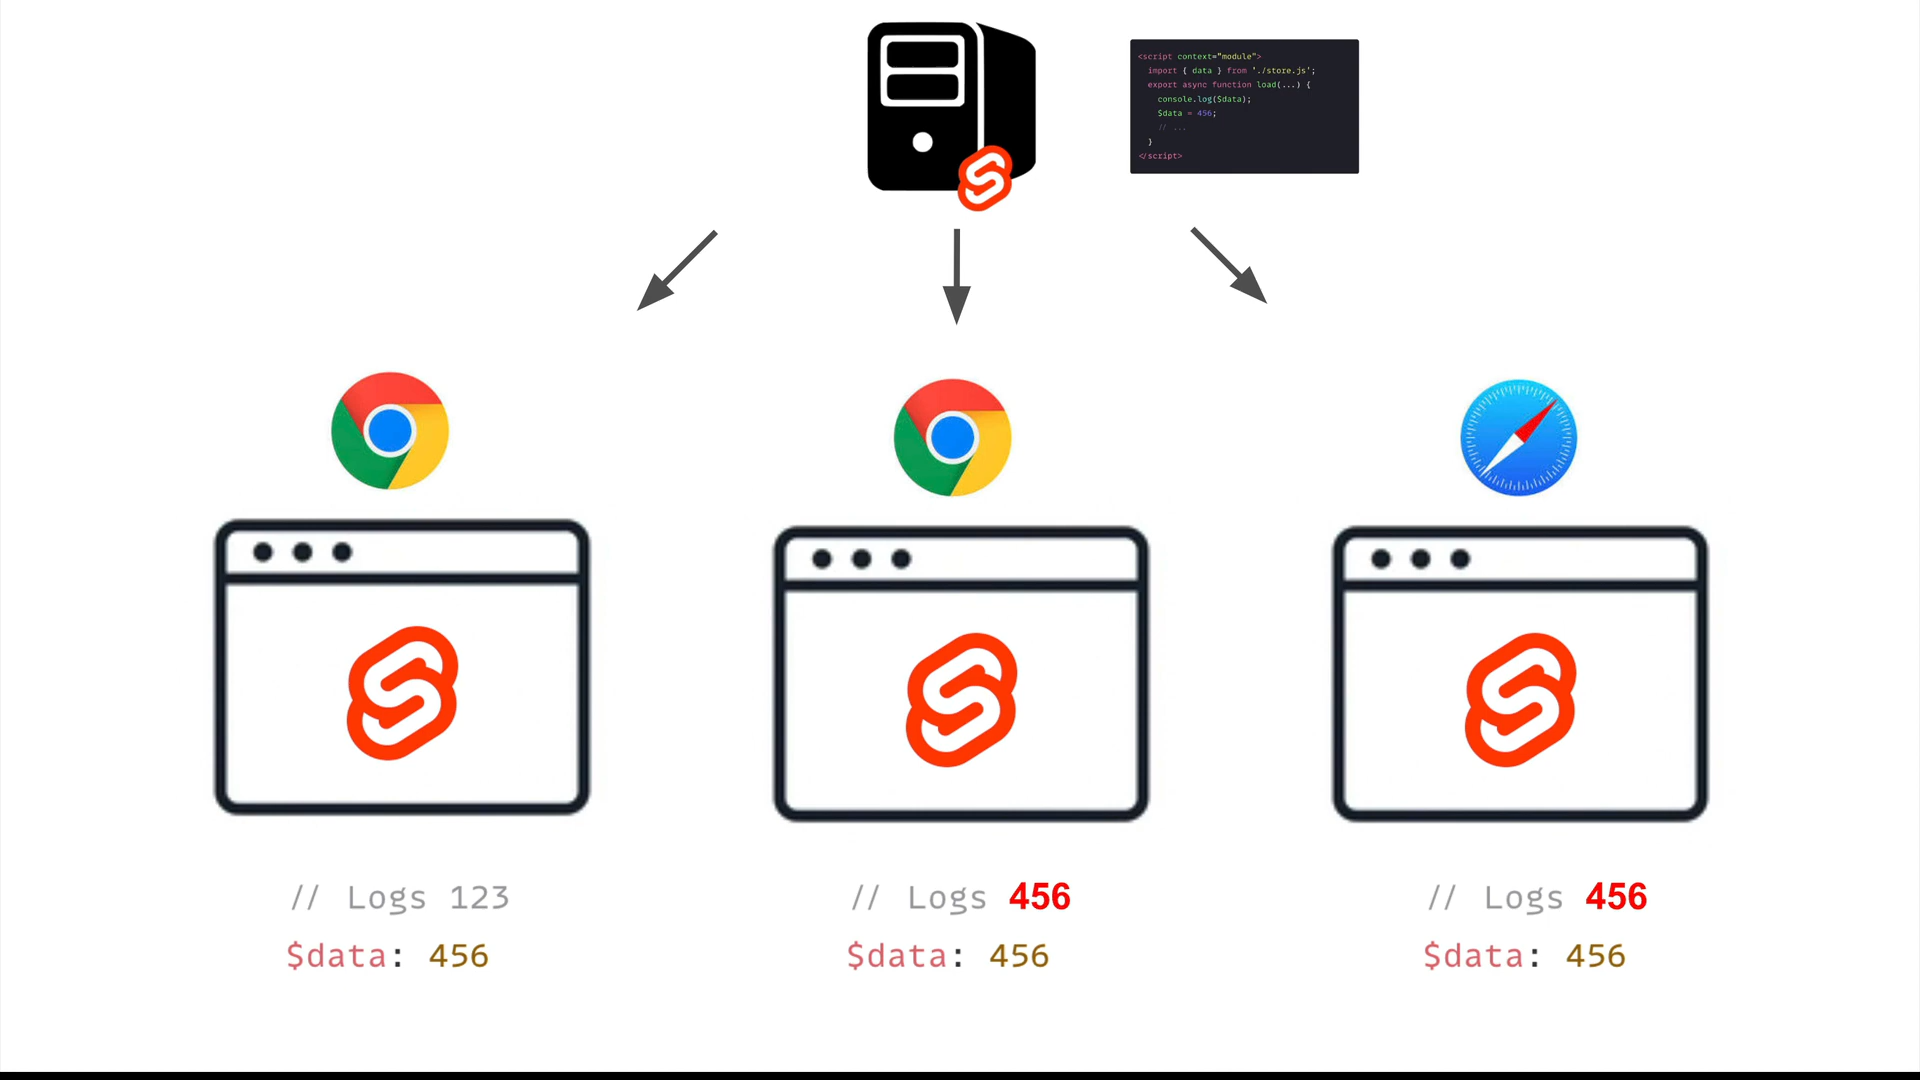 <script context="module">
import { data } from './store.js';
export async function load(...) {
console.log($data);
$data = 456;
// ...
}
</script>
// Logs 123
$data: 456
// Logs 456
$data: 456
// Logs 456
$data: 456